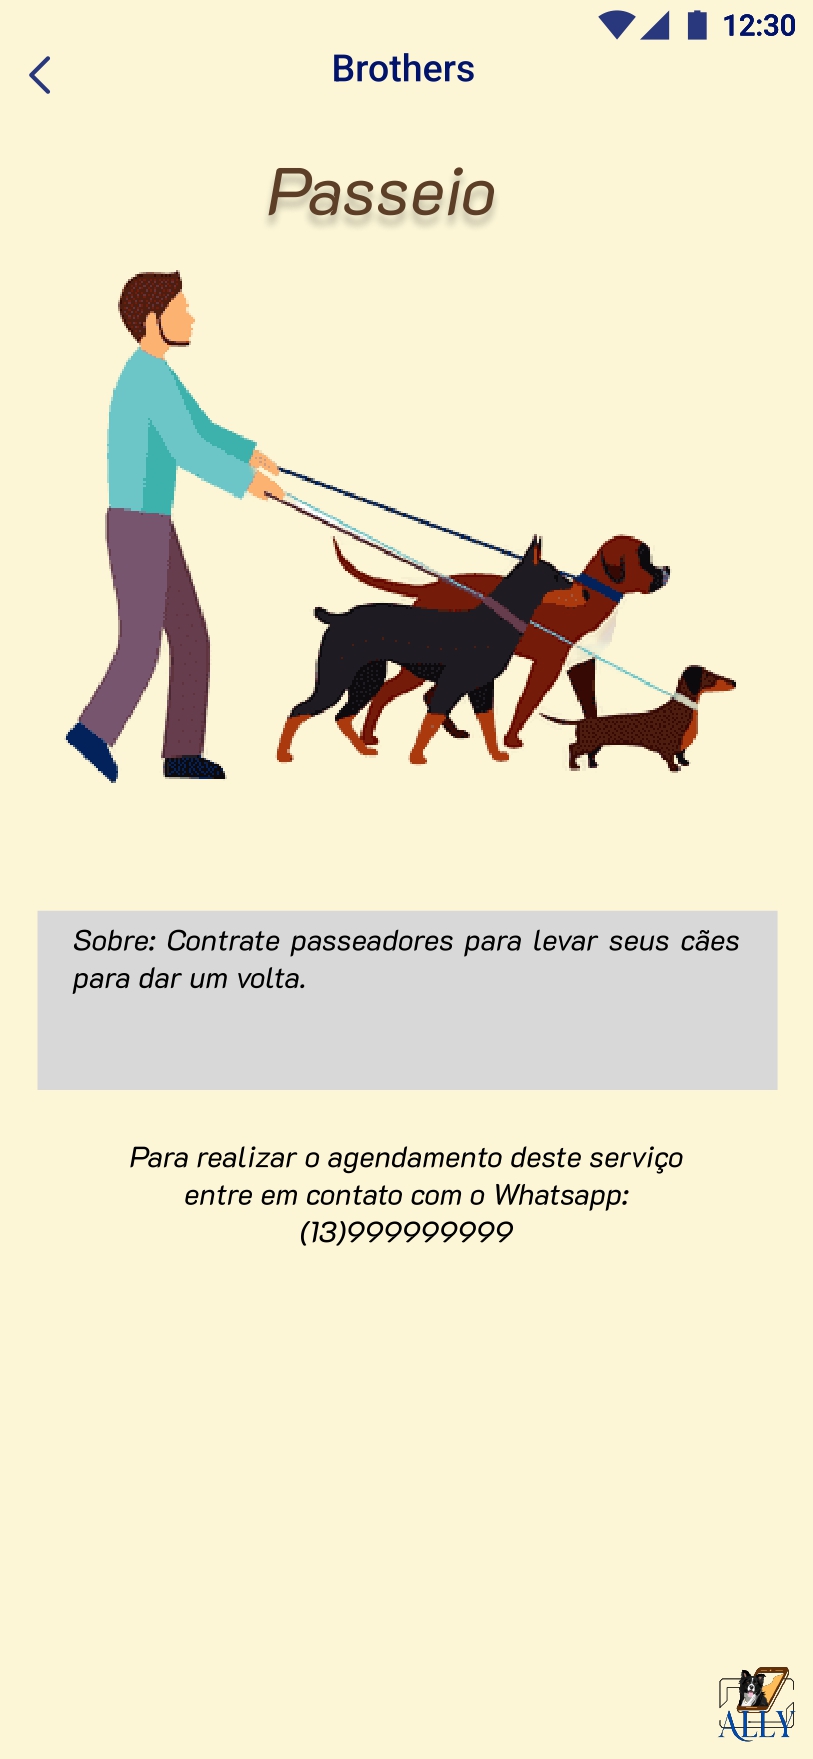 12:30
Brothers
Passeio
Sobre: Contrate passeadores para levar seus cães
para dar um volta.
Para realizar o agendamento deste serviço
entre em contato com o Whatsapp:
(13)999999999
ALLY